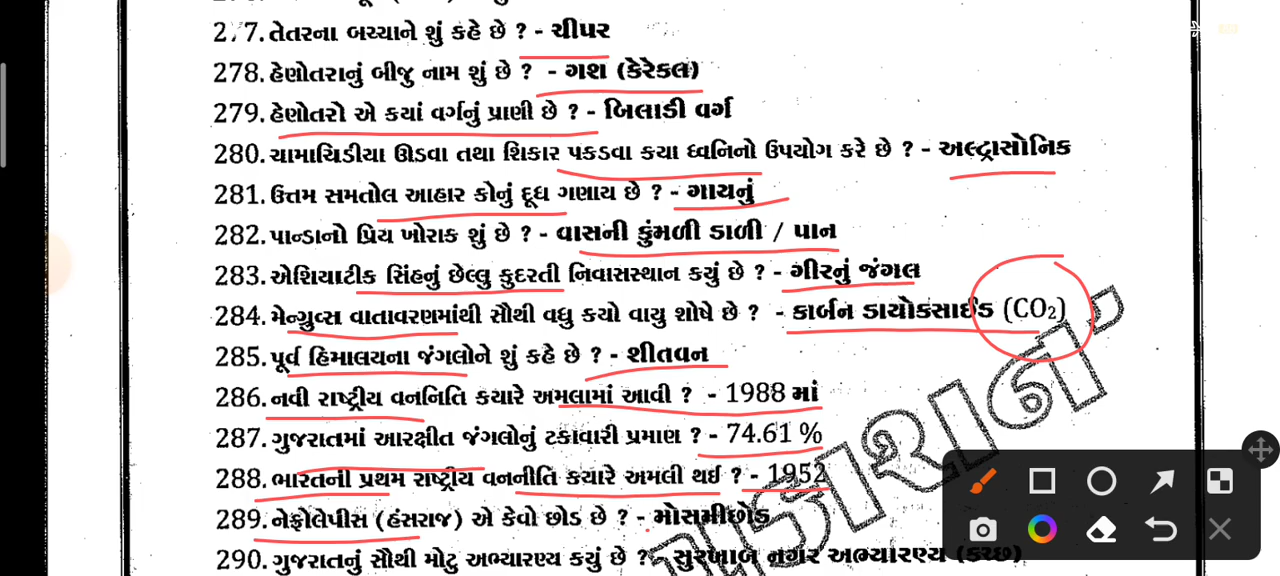 277. તેતરના બચ્ચાને શું કહે છે ? - ચીપર
278. હેણોતરાનું બીજુ નામ શું છે ? - ગશ (કેરેકલ)
279. હેણોતરો એ કયાં વર્ગનું પ્રાણી છે ? - બિલાડી વર્ગ
280. ચામાચિડીયા ઊડવા તથા શિકાર પકડવા કયા ધ્વનિનો ઉપયોગ કરે છે ? - અલ્ટ્રાસોનિક
281. ઉત્તમ સમતોલ આહાર કોનું દૂધ ગણાય છે ? - ગાયનું
282. પાન્ડાનો પ્રિય ખોરાક શું છે ? - વાસની કુંમળી ડાળી / પાન
283. એશિયાટીક સિંહનું છેલ્લુ કુદરતી નિવાસસ્થાન કયું છે ? - ગીરનું જંગલ
284. મેન્ગ્રુવ્સ વાતાવરણમાંથી સૌથી વધુ કયો વાયુ શોષે છે ? - કાર્બન ડાયોકસાઈડ (CO₂)
285. પૂર્વ હિમાલયના જંગલોને શું કહે છે ? - શીતવન
286. નવી રાષ્ટ્રીય વનનિતિ કયારે અમલામાં આવી ? - 1988 માં
287. ગુજરાતમાં આરક્ષીત જંગલોનું ટકાવારી પ્રમાણ ? - 74.61 %
288. ભારતની પ્રથમ રાષ્ટ્રીય વનનીતિ કયારે અમલી થઈ ? - 1952
289. નેફોલેપીસ (હંસરાજ) એ કેવો છોડ છે ? - મોસમીછોડ
290. ગુજરાતનું સૌથી મોટુ અભ્યારણ્ય કયું છે ? - સુરખાબ નગર અભ્યારણ્ય (કચ્છ)